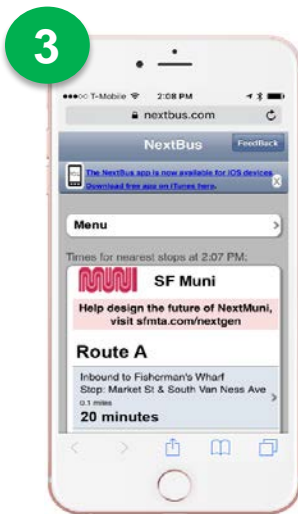 3
T-Mobile 2:08 PM
nextbus.com
NextBus
FeedBack
The NextBus app is now available for iOS devices.
Download free app on iTunes here.
Menu
Times for nearest stops at 2:07 PM:
MUNI
SF Muni
Help design the future of NextMuni,
visit sfmta.com/nextgen
Route A
Inbound to Fisherman's Wharf
Stop: Market St & South Van Ness Ave
0.1 miles
20 minutes